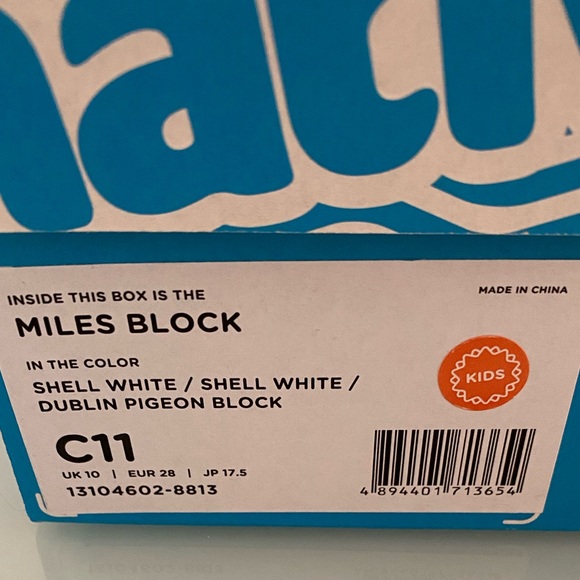 nati
INSIDE THIS BOX IS THE
MADE IN CHINA
MILES BLOCK
IN THE COLOR
SHELL WHITE / SHELL WHITE /
DUBLIN PIGEON BLOCK
KIDS
C11
UK 10 | EUR 28 | JP 17.5
13104602-8813
4 894401 713654